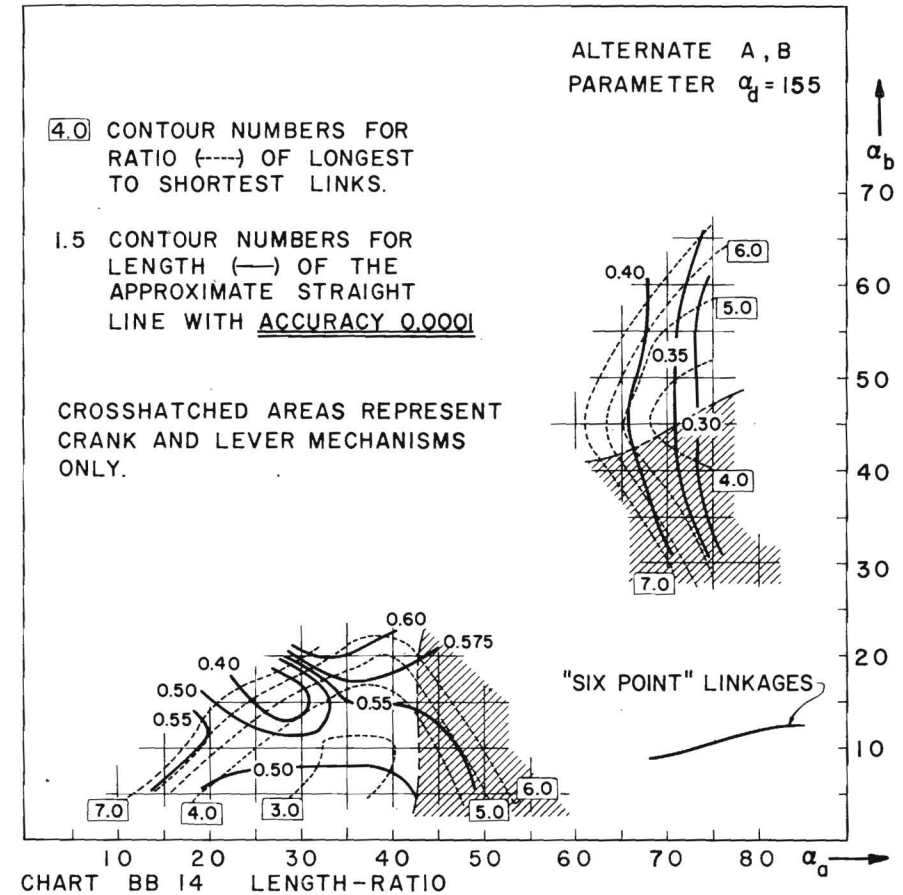 ALTERNATE A, B
PARAMETER α_d = 155
4.0 CONTOUR NUMBERS FOR
RATIO (-----) OF LONGEST
TO SHORTEST LINKS.
1.5 CONTOUR NUMBERS FOR
LENGTH (—) OF THE
APPROXIMATE STRAIGHT
LINE WITH ACCURACY 0.0001
CROSSHATCHED AREAS REPRESENT
CRANK AND LEVER MECHANISMS
ONLY.
α_b
70
60
50
40
30
20
10
0.40
6.0
5.0
0.35
0.30
4.0
7.0
0.60
0.575
0.40
0.50
0.55
0.55
0.50
7.0
4.0
3.0
5.0
6.0
"SIX POINT" LINKAGES
10 20 30 40 50 60 70 80 α_a
CHART BB 14 LENGTH-RATIO